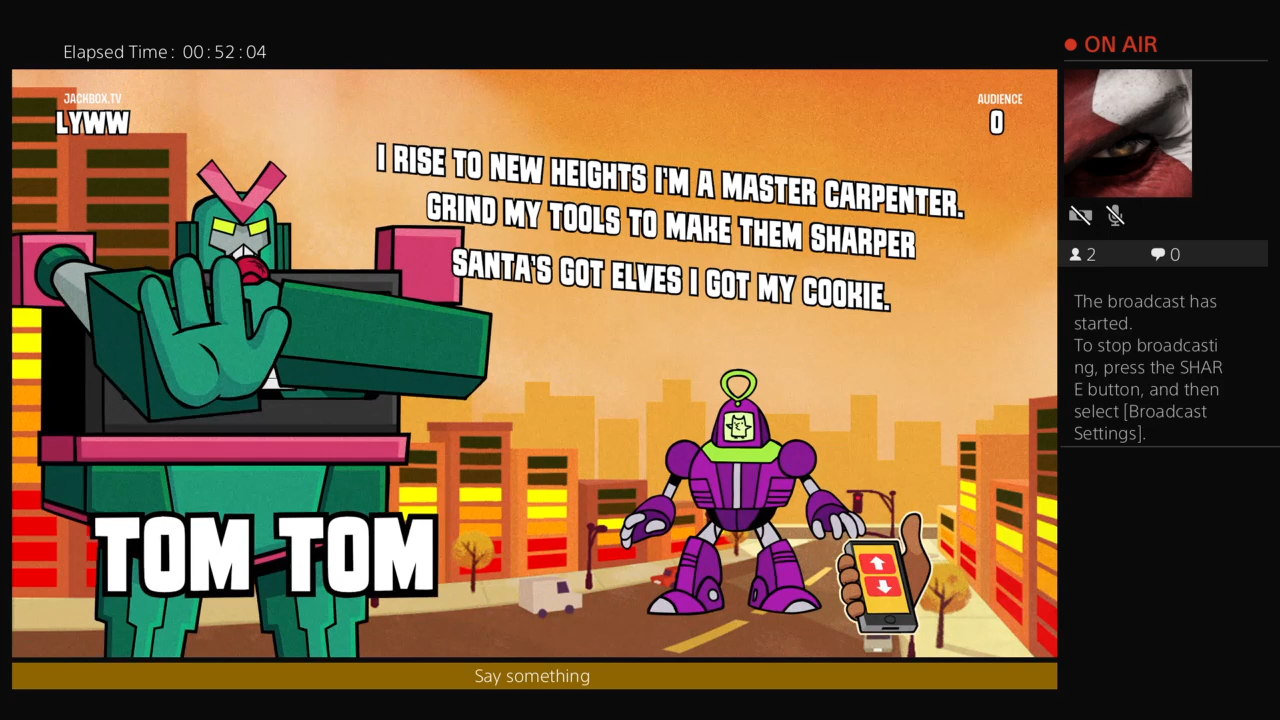 Elapsed Time: 00:52:04
ON AIR
JACKBOX.TV
LYWW
AUDIENCE
0
I RISE TO NEW HEIGHTS I'M A MASTER CARPENTER.
GRIND MY TOOLS TO MAKE THEM SHARPER
SANTA'S GOT ELVES I GOT MY COOKIE.
TOM TOM
2
0
The broadcast has
started.
To stop broadcasti
ng, press the SHAR
E button, and then
select [Broadcast
Settings].
Say something